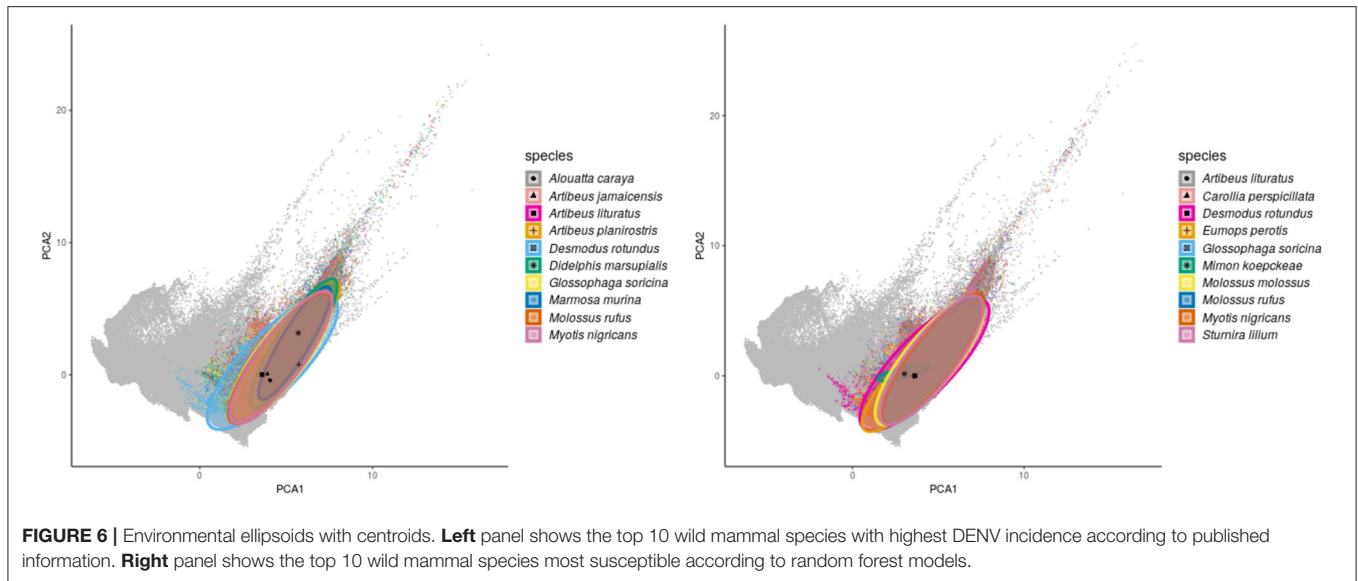 20
10
0
PCA2
0
10
PCA1
species
Alouatta caraya
Artibeus jamaicensis
Artibeus lituratus
Artibeus planirostris
Desmodus rotundus
Didelphis marsupialis
Glossophaga soricina
Marmosa murina
Molossus rufus
Myotis nigricans
20
10
0
PCA2
0
10
PCA1
species
Artibeus lituratus
Carollia perspicillata
Desmodus rotundus
Eumops perotis
Glossophaga soricina
Mimon koepckeae
Molossus molossus
Molossus rufus
Myotis nigricans
Sturnira lilium
FIGURE 6 | Environmental ellipsoids with centroids. Left panel shows the top 10 wild mammal species with highest DENV incidence according to published
information. Right panel shows the top 10 wild mammal species most susceptible according to random forest models.